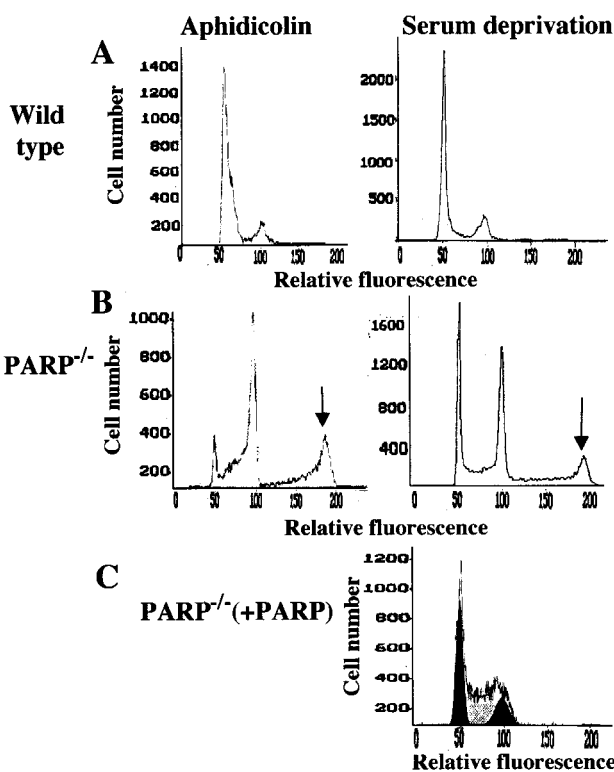 Aphidicolin
Serum deprivation
A
Wild
type
Cell number
1400
1200
1000
800
600
400
200
0 50 100 150 200
2000
1500
1000
500
0 50 100 150 200
Relative fluorescence
B
PARP-/-
Cell number
1000
800
600
400
200
0 50 100 150 200
1600
1200
800
400
0 50 100 150 200
Relative fluorescence
C
PARP-/-(+PARP)
Cell number
1200
1000
800
600
400
200
0 50 100 150 200
Relative fluorescence